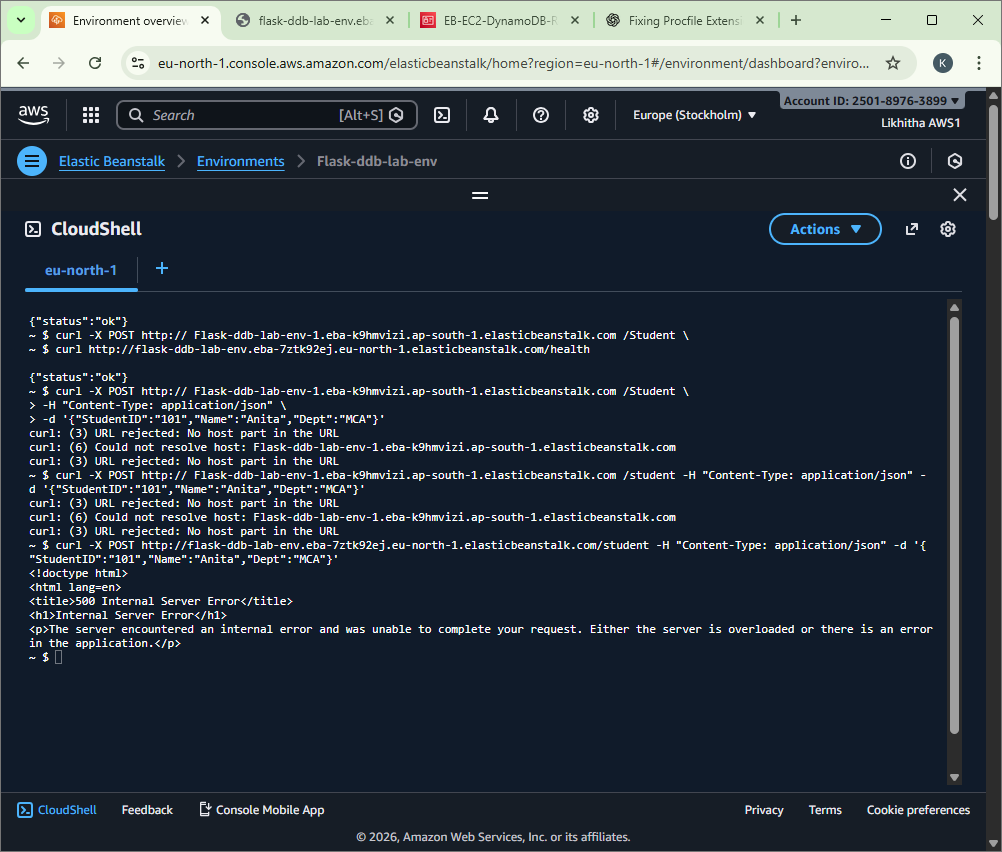 Environment overview
flask-ddb-lab-env.eba
EB-EC2-DynamoDB-R
Fixing Procfile Extensi
eu-north-1.console.aws.amazon.com/elasticbeanstalk/home?region=eu-north-1#/environment/dashboard?enviro...
K
aws
Search
[Alt+S]
Europe (Stockholm)
Account ID: 2501-8976-3899
Likhitha AWS1
Elastic Beanstalk
Environments
Flask-ddb-lab-env
CloudShell
Actions
eu-north-1
{"status":"ok"}
~ $ curl -X POST http:// Flask-ddb-lab-env-1.eba-k9hmvizi.ap-south-1.elasticbeanstalk.com /Student \
~ $ curl http://flask-ddb-lab-env.eba-7ztk92ej.eu-north-1.elasticbeanstalk.com/health
{"status":"ok"}
~ $ curl -X POST http:// Flask-ddb-lab-env-1.eba-k9hmvizi.ap-south-1.elasticbeanstalk.com /Student \
> -H "Content-Type: application/json" \
> -d '{"StudentID":"101","Name":"Anita","Dept":"MCA"}'
curl: (3) URL rejected: No host part in the URL
curl: (6) Could not resolve host: Flask-ddb-lab-env-1.eba-k9hmvizi.ap-south-1.elasticbeanstalk.com
curl: (3) URL rejected: No host part in the URL
~ $ curl -X POST http:// Flask-ddb-lab-env-1.eba-k9hmvizi.ap-south-1.elasticbeanstalk.com /student -H "Content-Type: application/json" -
d '{"StudentID":"101","Name":"Anita","Dept":"MCA"}'
curl: (3) URL rejected: No host part in the URL
curl: (6) Could not resolve host: Flask-ddb-lab-env-1.eba-k9hmvizi.ap-south-1.elasticbeanstalk.com
curl: (3) URL rejected: No host part in the URL
~ $ curl -X POST http://flask-ddb-lab-env.eba-7ztk92ej.eu-north-1.elasticbeanstalk.com/student -H "Content-Type: application/json" -d '{
"StudentID":"101","Name":"Anita","Dept":"MCA"}'
<!doctype html>
<html lang=en>
<title>500 Internal Server Error</title>
<h1>Internal Server Error</h1>
<p>The server encountered an internal error and was unable to complete your request. Either the server is overloaded or there is an error
in the application.</p>
~ $
CloudShell
Feedback
Console Mobile App
Privacy
Terms
Cookie preferences
© 2026, Amazon Web Services, Inc. or its affiliates.